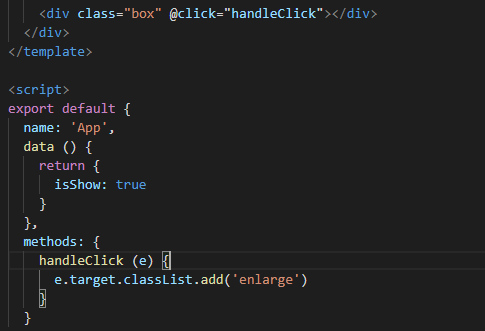 <div class="box" @click="handleClick"></div>
</div>
</template>
<script>
export default {
name: 'App',
data () {
return {
isShow: true
}
},
methods: {
handleClick (e) {
e.target.classList.add('enlarge')
}
}